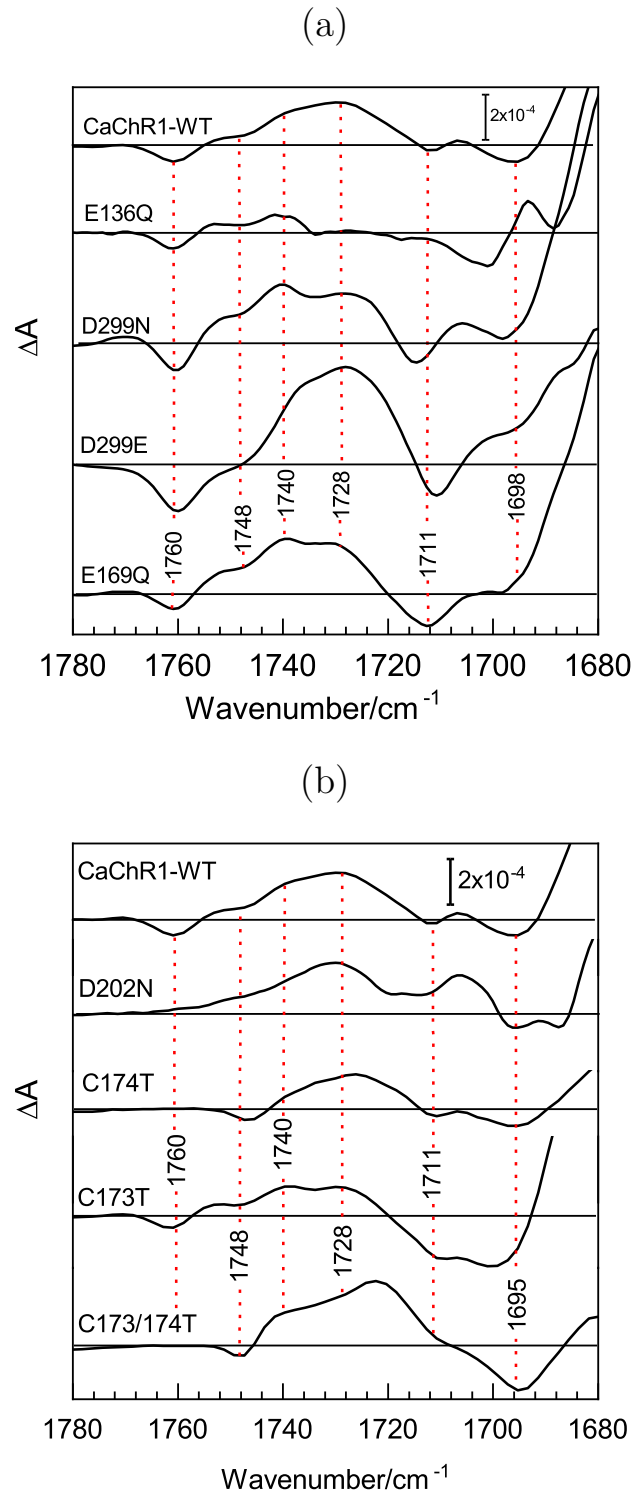 (a)
CaChR1-WT
2x10-4
E136Q
D299N
D299E
E169Q
ΔA
1760
1748
1740
1728
1711
1698
1780 1760 1740 1720 1700 1680
Wavenumber/cm-1
(b)
CaChR1-WT
2x10-4
D202N
C174T
C173T
C173/174T
ΔA
1760
1748
1740
1728
1711
1695
1780 1760 1740 1720 1700 1680
Wavenumber/cm-1